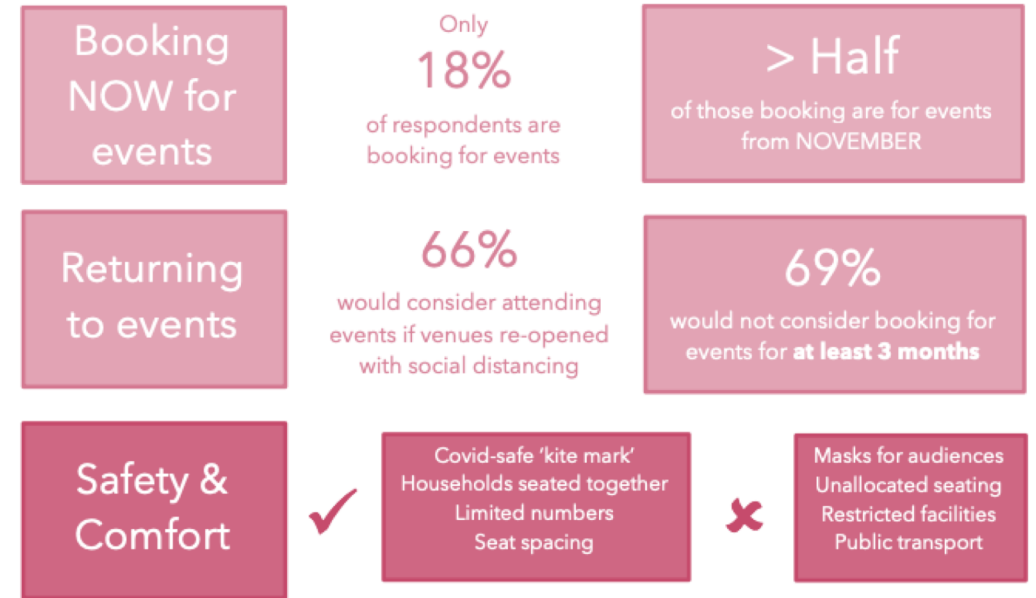 Booking
NOW for
events
Only
18%
of respondents are
booking for events
> Half
of those booking are for events
from NOVEMBER
Returning
to events
66%
would consider attending
events if venues re-opened
with social distancing
69%
would not consider booking for
events for at least 3 months
Safety &
Comfort
Covid-safe ‘kite mark’
Households seated together
Limited numbers
Seat spacing
Masks for audiences
Unallocated seating
Restricted facilities
Public transport